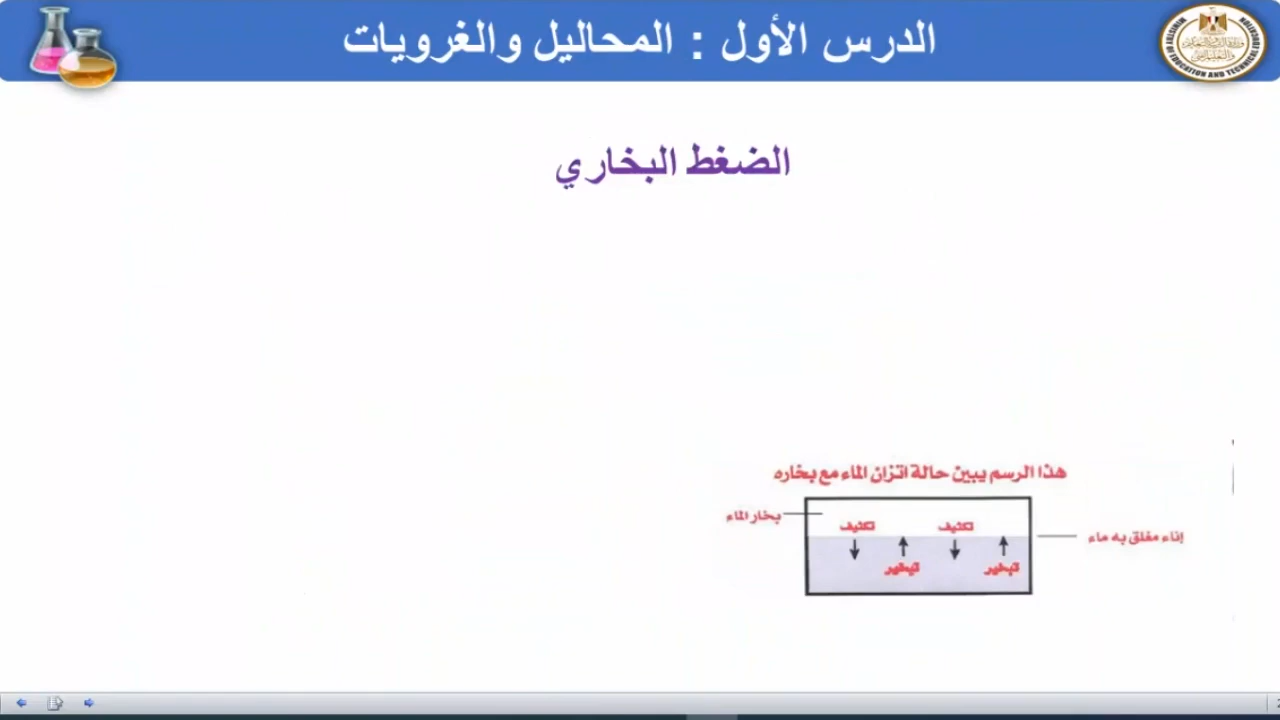 الدرس الأول : المحاليل والغرويات
الضغط البخاري
هذا الرسم يبين حالة اتزان الماء مع بخاره
بخار الماء
تكثيف
تكثيف
إناء مغلق به ماء
تبخير
تبخير